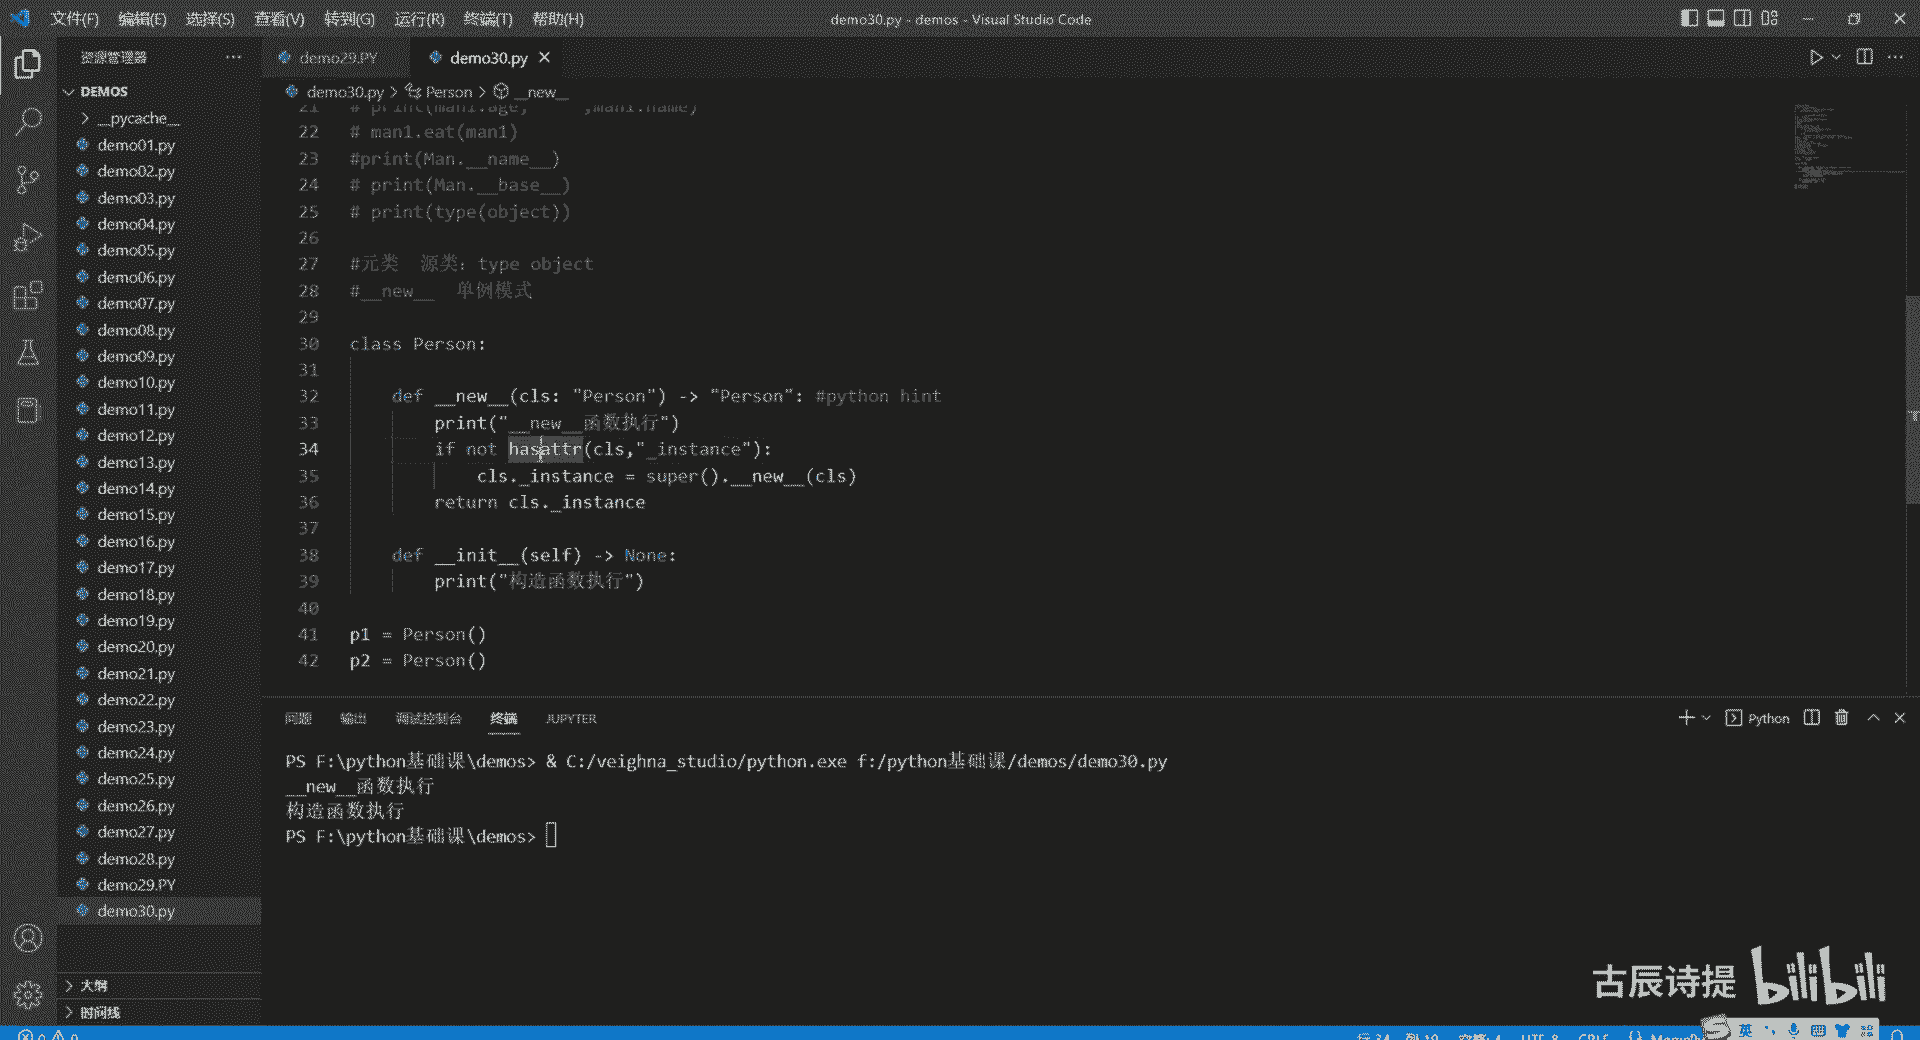 文件(F) 编辑(E) 选择(S) 查看(V) 转到(G) 运行(R) 终端(T) 帮助(H)
demo30.py - demos - Visual Studio Code
资源管理器 ···
demo29.PY
demo30.py
DEMOS
demo30.py > Person > __new__
__pycache__
demo01.py
demo02.py
demo03.py
demo04.py
demo05.py
demo06.py
demo07.py
demo08.py
demo09.py
demo10.py
demo11.py
demo12.py
demo13.py
demo14.py
demo15.py
demo16.py
demo17.py
demo18.py
demo19.py
demo20.py
demo21.py
demo22.py
demo23.py
demo24.py
demo25.py
demo26.py
demo27.py
demo28.py
demo29.PY
demo30.py
大纲
时间线
21 # print(man1.age, ,man1.name)
22 # man1.eat(man1)
23 #print(Man.__name__)
24 # print(Man.__base__)
25 # print(type(object))
26
27 #元类 源类: type object
28 #__new__ 单例模式
29
30 class Person:
31
32 def __new__(cls: "Person") -> "Person": #python hint
33 print("__new__函数执行")
34 if not hasattr(cls,"_instance"):
35 cls._instance = super().__new__(cls)
36 return cls._instance
37
38 def __init__(self) -> None:
39 print("构造函数执行")
40
41 p1 = Person()
42 p2 = Person()
问题 输出 调试控制台 终端 JUPYTER
Python
PS F:\python基础课\demos> & C:/veighna_studio/python.exe f:/python基础课/demos/demo30.py
__new__函数执行
构造函数执行
PS F:\python基础课\demos>
古辰诗提 bilibili
英